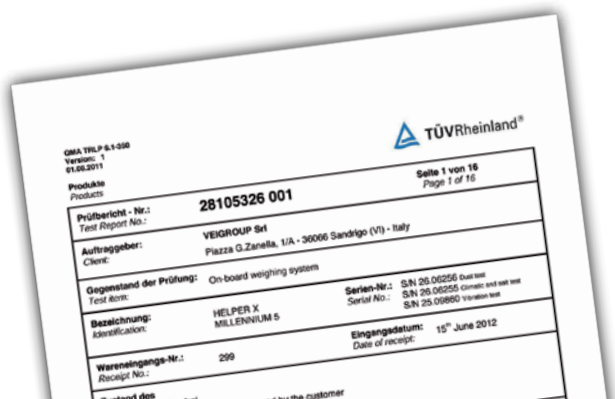 QMA TRLP 6.1-350
Version: 1
01.06.2011
TÜVRheinland®
Produkte
Products
Prüfbericht - Nr.:
Test Report No.:
28105326 001
Seite 1 von 16
Page 1 of 16
Auftraggeber:
Client:
VEIGROUP Srl
Piazza G.Zanella, 1/A - 36066 Sandrigo (VI) - Italy
Gegenstand der Prüfung:
Test item:
On-board weighing system
Bezeichnung:
Identification:
HELPER X
MILLENNIUM 5
Serien-Nr.:
Serial No.:
S/N 26.06256 Dust test
S/N 26.06255 Climatic and salt test
S/N 25.09860 Vibration test
Wareneingangs-Nr.:
Receipt No.:
299
Eingangsdatum:
Date of receipt:
15th June 2012
Zustand des
by the customer